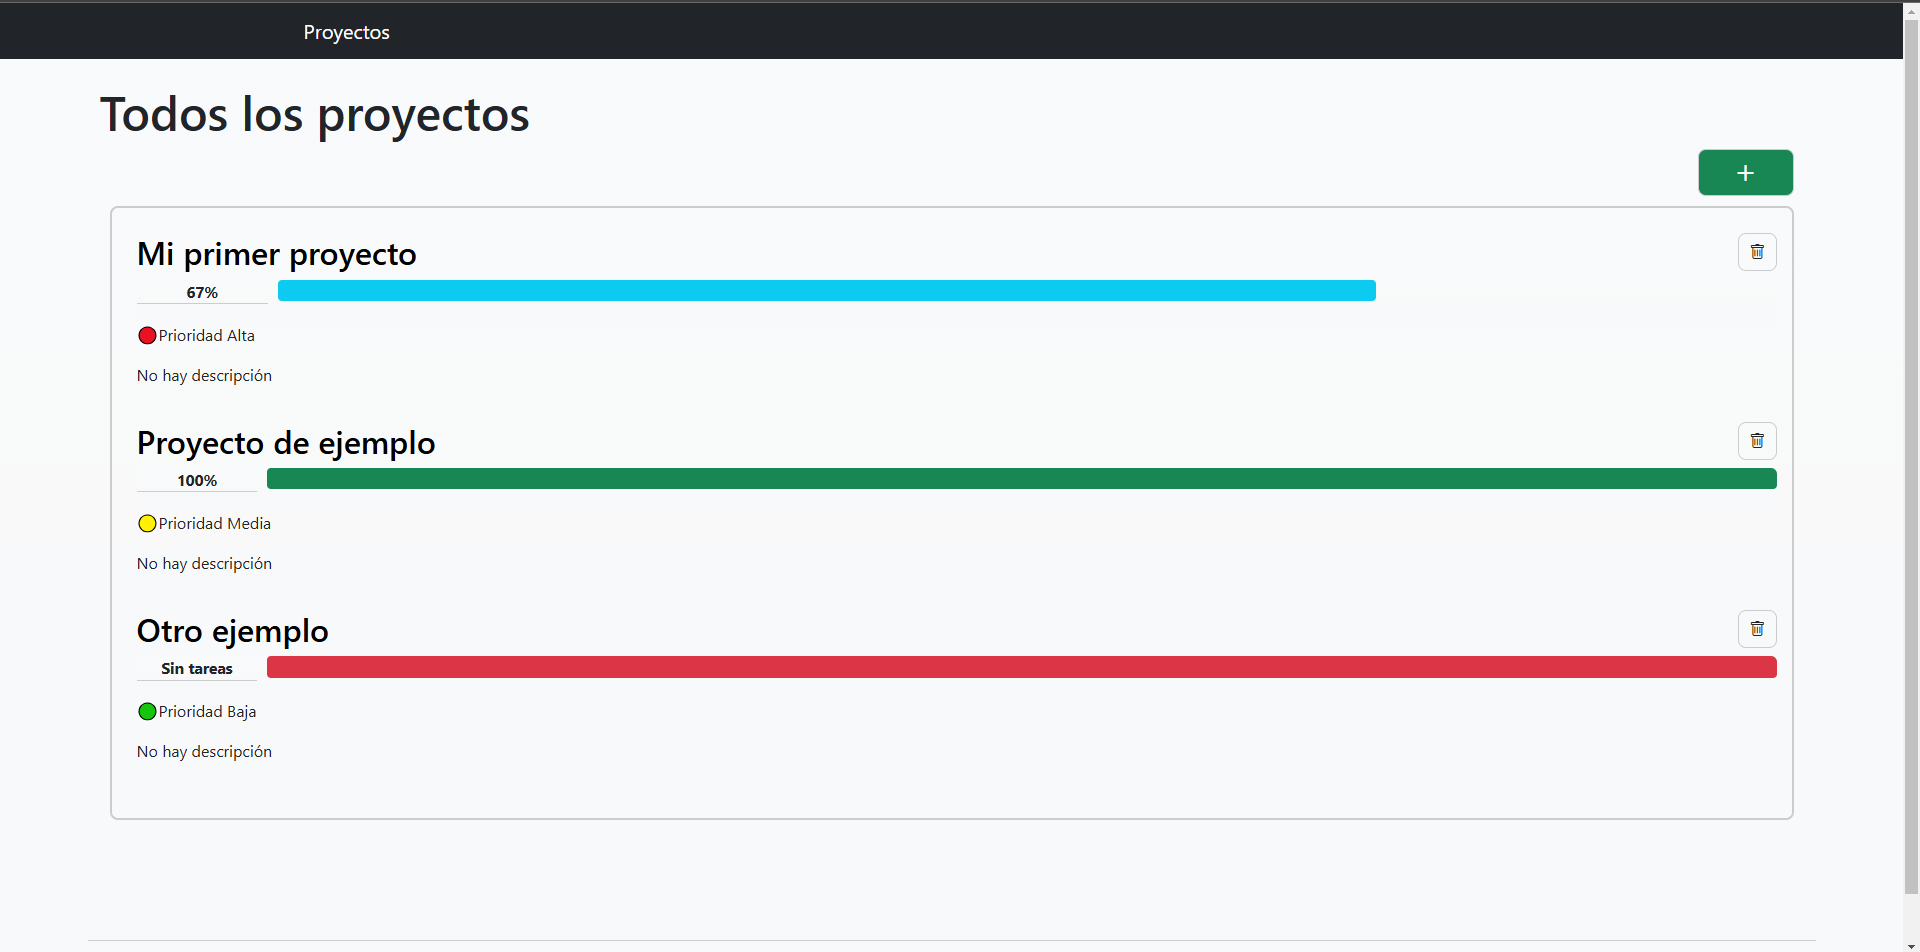 Proyectos
Todos los proyectos
+
Mi primer proyecto
67%
Prioridad Alta
No hay descripción
Proyecto de ejemplo
100%
Prioridad Media
No hay descripción
Otro ejemplo
Sin tareas
Prioridad Baja
No hay descripción